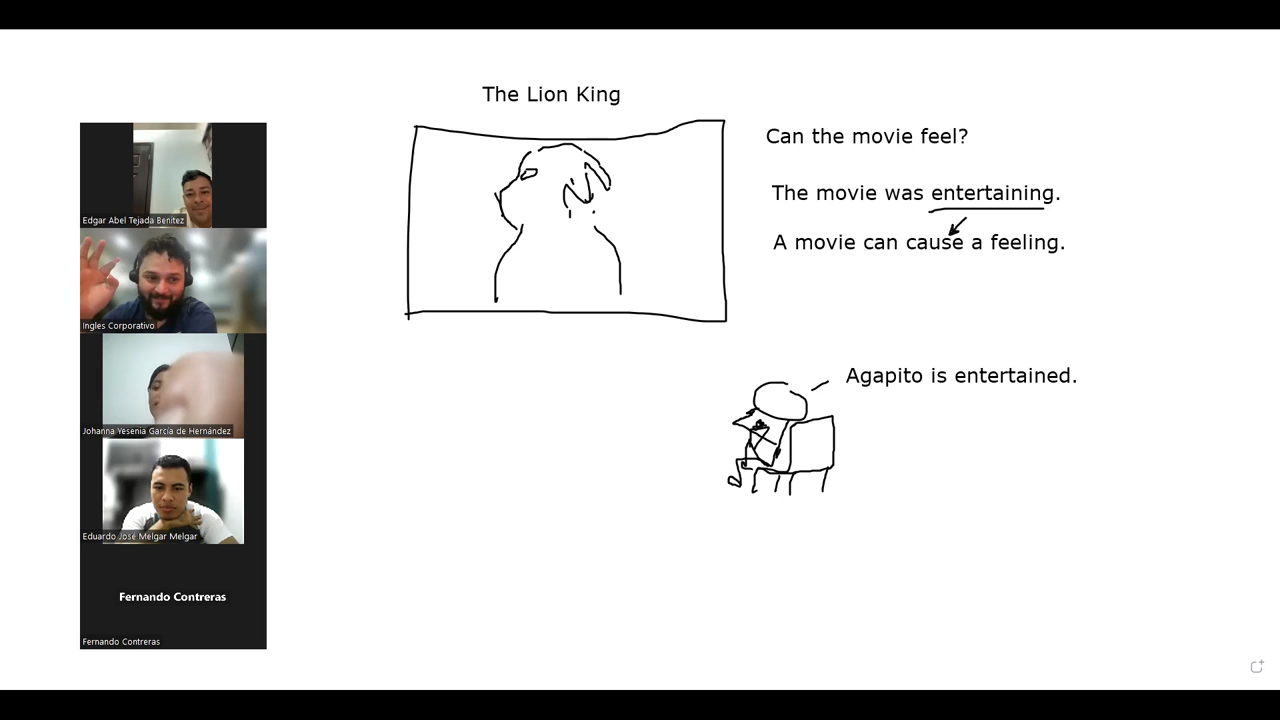 The Lion King
Can the movie feel?
The movie was entertaining.
A movie can cause a feeling.
Agapito is entertained.
Edgar Abel Tejada Benitez
Ingles Corporativo
Johanna Yesenia García de Hernández
Eduardo José Melgar Melgar
Fernando Contreras
Fernando Contreras